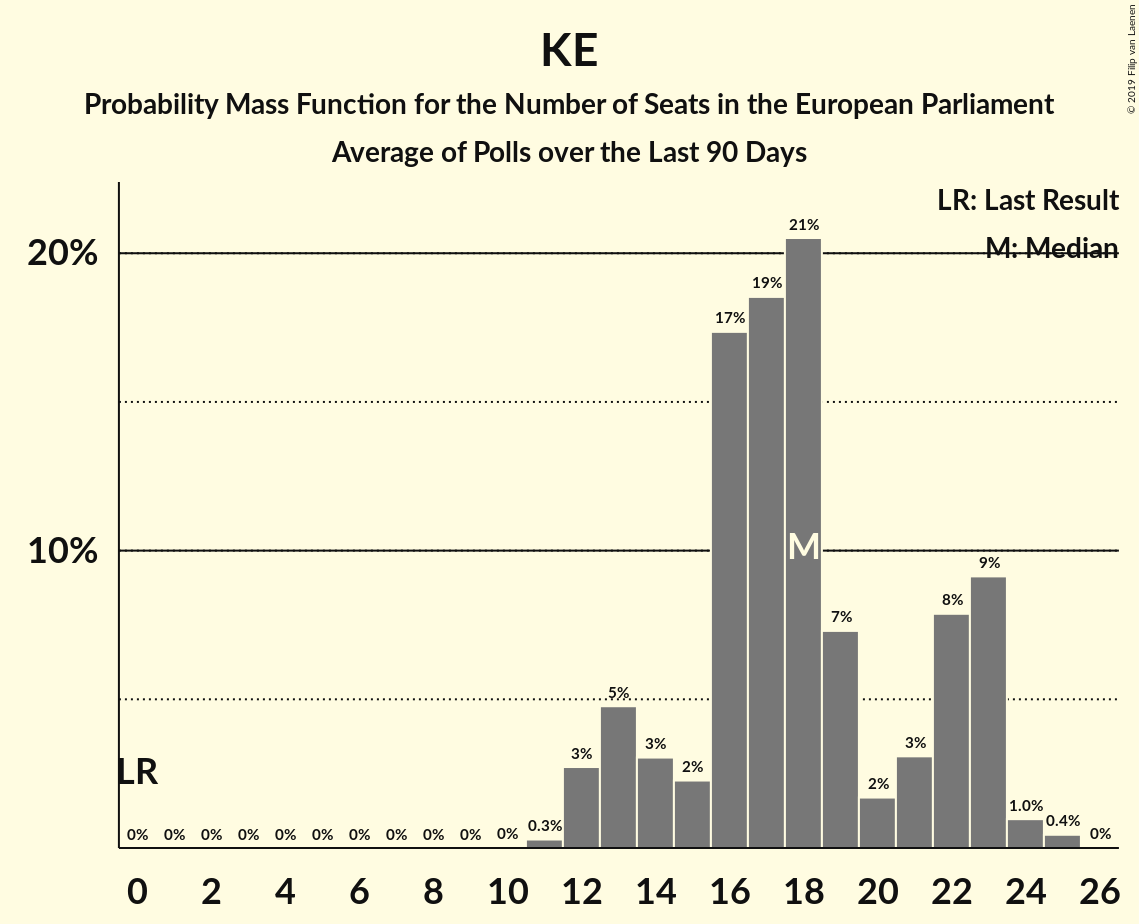 KE
Probability Mass Function for the Number of Seats in the European Parliament
Average of Polls over the Last 90 Days
© 2019 Filip van Laenen
LR: Last Result
M: Median
20%
10%
21%
19%
17%
M
9%
8%
7%
5%
3%
3%
2%
2%
3%
1.0%
0.4%
0%
LR
0% 0% 0% 0% 0% 0% 0% 0% 0% 0% 0% 0.3%
0 2 4 6 8 10 12 14 16 18 20 22 24 26